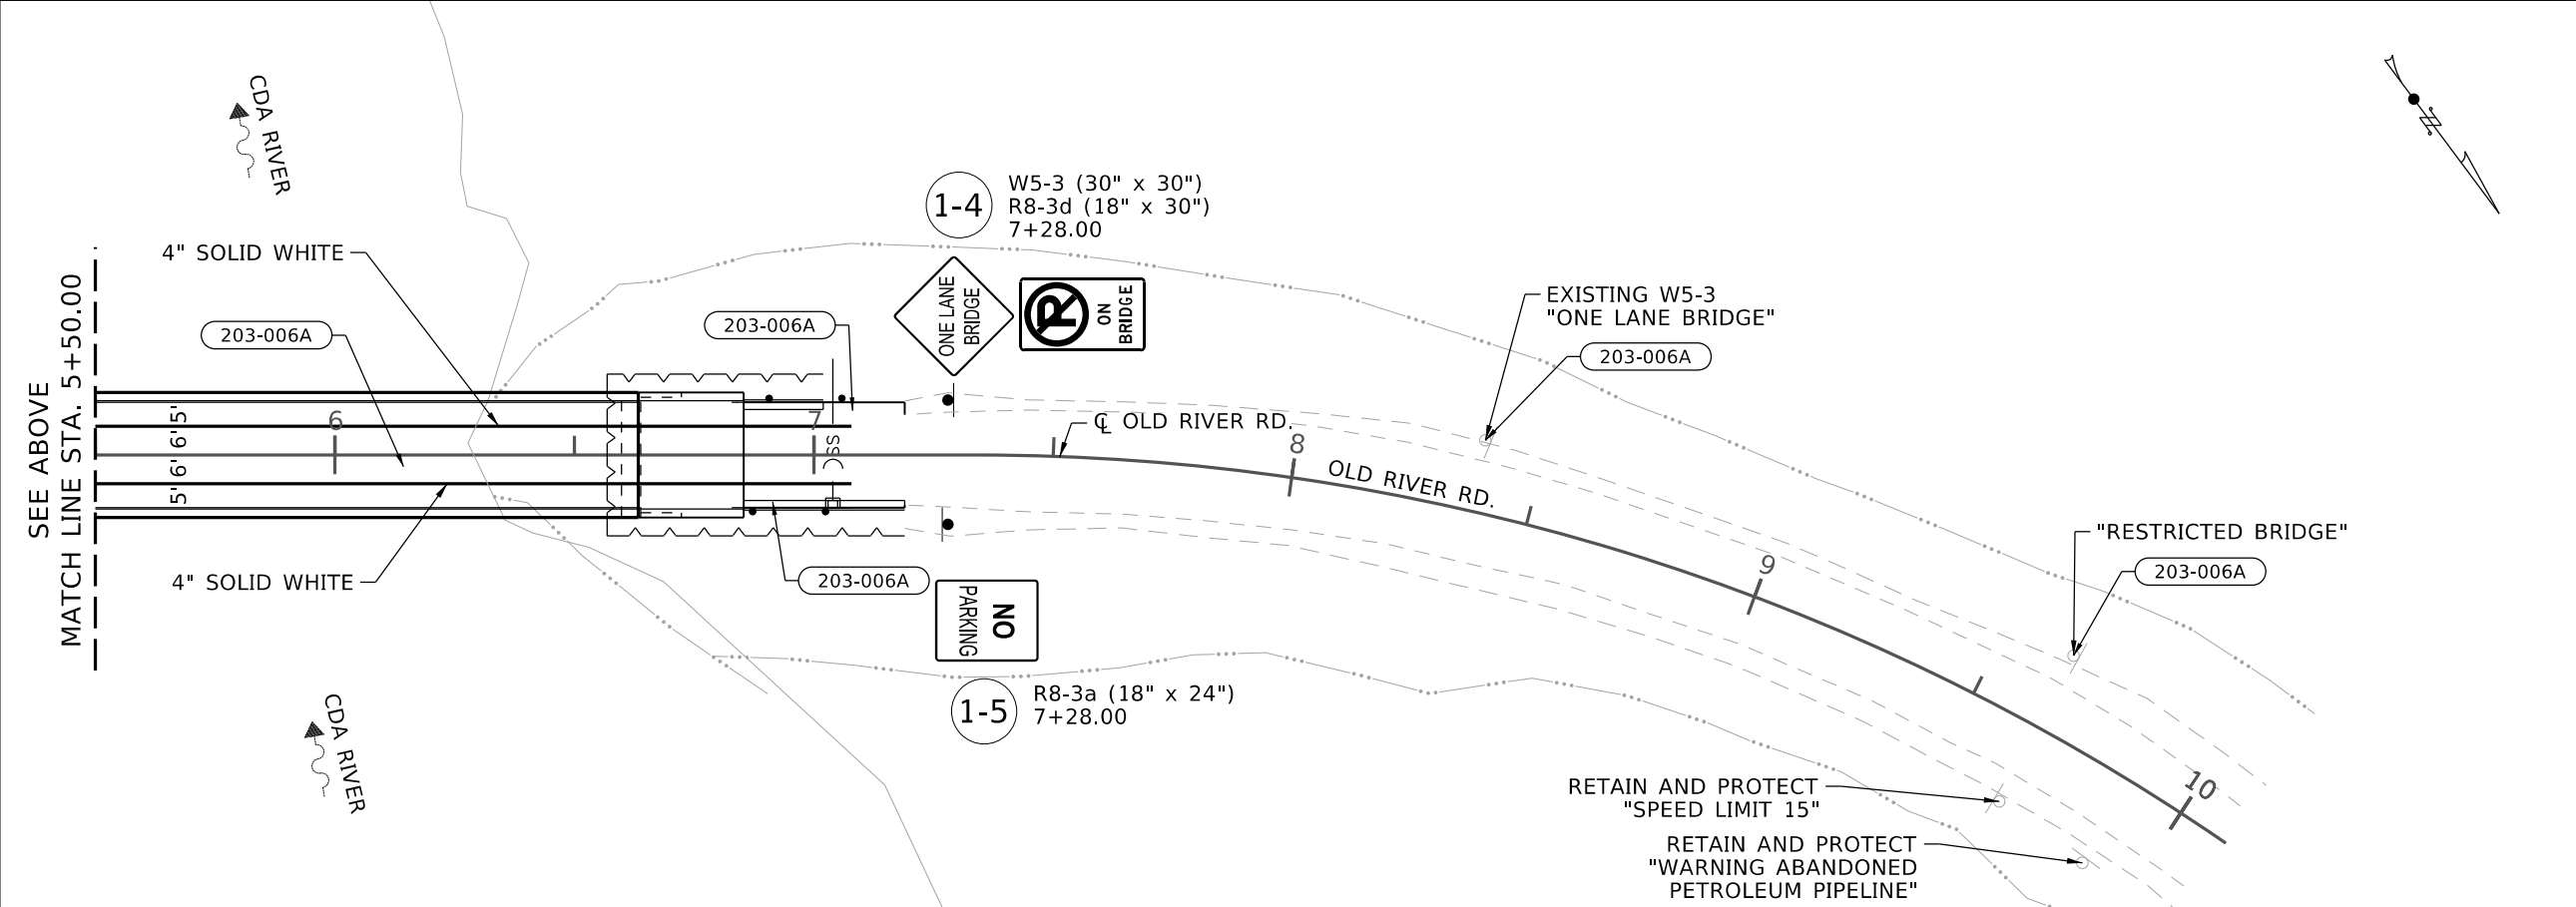 CDA RIVER
1-4
W5-3 (30" x 30")
R8-3d (18" x 30")
7+28.00
4" SOLID WHITE
203-006A
203-006A
ONE LANE
BRIDGE
P
ON
BRIDGE
EXISTING W5-3
"ONE LANE BRIDGE"
203-006A
SEE ABOVE
MATCH LINE STA. 5+50.00
5' 6' 6' 5'
6
7
SS
℄ OLD RIVER RD.
8
OLD RIVER RD.
9
10
"RESTRICTED BRIDGE"
203-006A
4" SOLID WHITE
203-006A
NO
PARKING
1-5
R8-3a (18" x 24")
7+28.00
CDA RIVER
RETAIN AND PROTECT
"SPEED LIMIT 15"
RETAIN AND PROTECT
"WARNING ABANDONED
PETROLEUM PIPELINE"